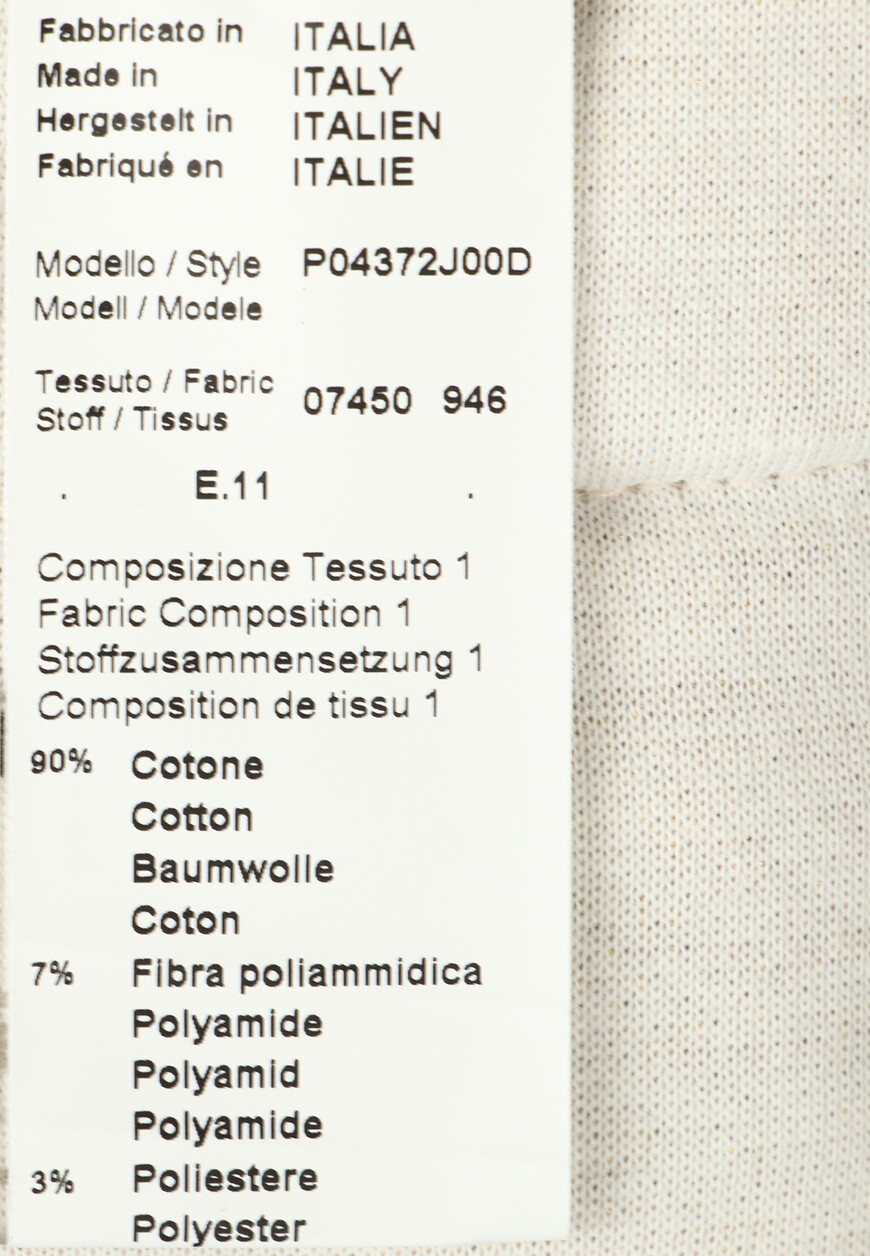 Fabbricato in ITALIA
Made in ITALY
Hergestelt in ITALIEN
Fabriqué en ITALIE
Modello / Style P04372J00D
Modell / Modele
Tessuto / Fabric 07450 946
Stoff / Tissus
. E.11 .
Composizione Tessuto 1
Fabric Composition 1
Stoffzusammensetzung 1
Composition de tissu 1
90% Cotone
Cotton
Baumwolle
Coton
7% Fibra poliammidica
Polyamide
Polyamid
Polyamide
3% Poliestere
Polyester